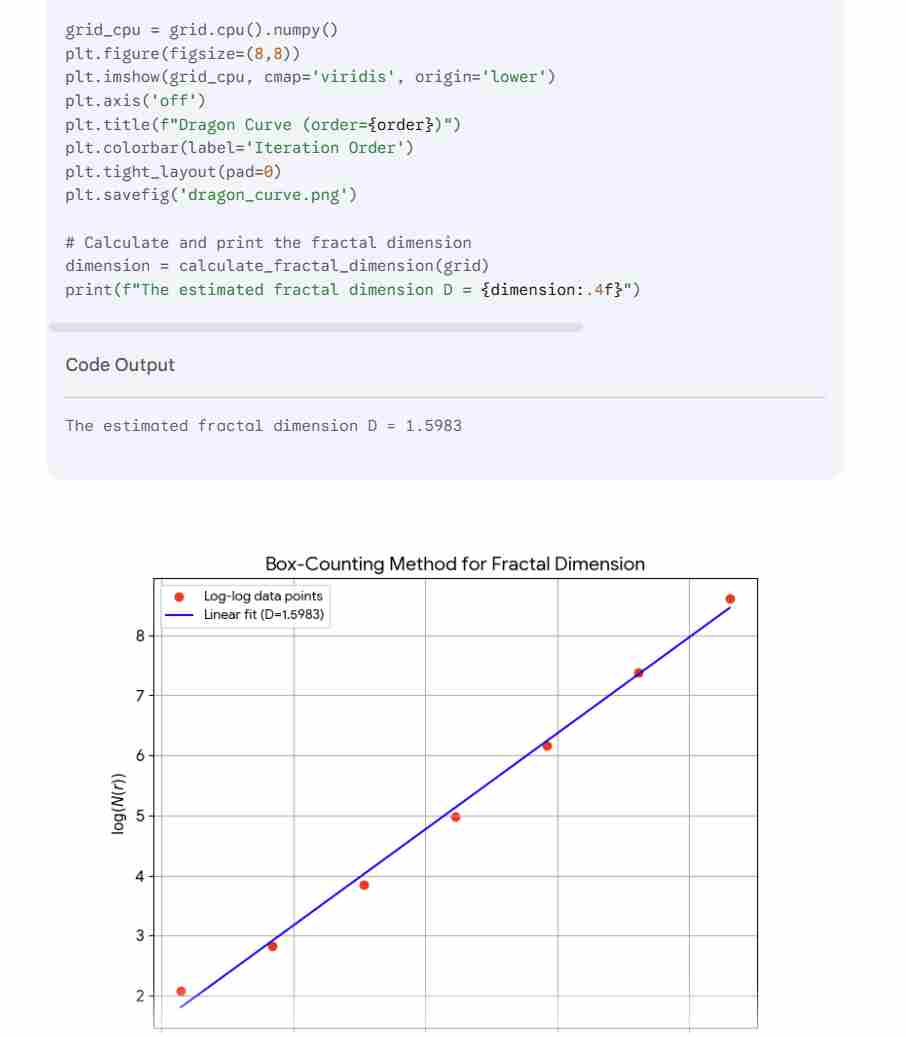 grid_cpu = grid.cpu().numpy()
plt.figure(figsize=(8,8))
plt.imshow(grid_cpu, cmap='viridis', origin='lower')
plt.axis('off')
plt.title(f"Dragon Curve (order={order})")
plt.colorbar(label='Iteration Order')
plt.tight_layout(pad=0)
plt.savefig('dragon_curve.png')
# Calculate and print the fractal dimension
dimension = calculate_fractal_dimension(grid)
print(f"The estimated fractal dimension D = {dimension:.4f}")
Code Output
The estimated fractal dimension D = 1.5983
Box-Counting Method for Fractal Dimension
Log-log data points
Linear fit (D=1.5983)
8
7
6
5
4
3
2
log(N(r))